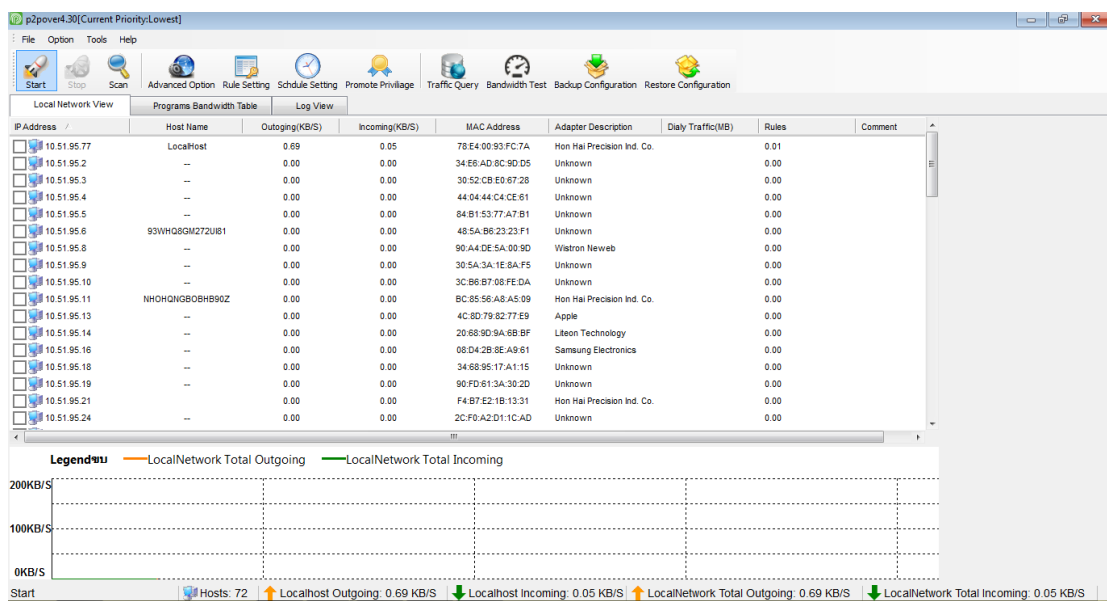 p2pover4.30[Current Priority:Lowest]
File Option Tools Help
Start Stop Scan Advanced Option Rule Setting Schdule Setting Promote Privilage Traffic Query Bandwidth Test Backup Configuration Restore Configuration
Local Network View Programs Bandwidth Table Log View
IP Address Host Name Outoging(KB/S) Incoming(KB/S) MAC Address Adapter Description Dialy Traffic(MB) Rules Comment
10.51.95.77 LocalHost 0.69 0.05 78:E4:00:93:FC:7A Hon Hai Precision Ind. Co. 0.01
10.51.95.2 -- 0.00 0.00 34:E6:AD:8C:9D:D5 Unknown 0.00
10.51.95.3 -- 0.00 0.00 30:52:CB:E0:67:28 Unknown 0.00
10.51.95.4 -- 0.00 0.00 44:04:44:C4:CE:61 Unknown 0.00
10.51.95.5 -- 0.00 0.00 84:B1:53:77:A7:B1 Unknown 0.00
10.51.95.6 93WHQ8GM272UI81 0.00 0.00 48:5A:B6:23:23:F1 Unknown 0.00
10.51.95.8 -- 0.00 0.00 90:A4:DE:5A:00:9D Wistron Neweb 0.00
10.51.95.9 -- 0.00 0.00 30:5A:3A:1E:8A:F5 Unknown 0.00
10.51.95.10 -- 0.00 0.00 3C:B6:B7:08:FE:DA Unknown 0.00
10.51.95.11 NHOHQNGBOBHB90Z 0.00 0.00 BC:85:56:A8:A5:09 Hon Hai Precision Ind. Co. 0.00
10.51.95.13 -- 0.00 0.00 4C:8D:79:82:77:E9 Apple 0.00
10.51.95.14 -- 0.00 0.00 20:68:9D:9A:6B:BF Liteon Technology 0.00
10.51.95.16 -- 0.00 0.00 08:D4:2B:8E:A9:61 Samsung Electronics 0.00
10.51.95.18 -- 0.00 0.00 34:68:95:17:A1:15 Unknown 0.00
10.51.95.19 -- 0.00 0.00 90:FD:61:3A:30:2D Unknown 0.00
10.51.95.21 0.00 0.00 F4:B7:E2:1B:13:31 Hon Hai Precision Ind. Co. 0.00
10.51.95.24 -- 0.00 0.00 2C:F0:A2:D1:1C:AD Unknown 0.00
Legendขบ LocalNetwork Total Outgoing LocalNetwork Total Incoming
200KB/S
100KB/S
0KB/S
Start Hosts: 72 Localhost Outgoing: 0.69 KB/S Localhost Incoming: 0.05 KB/S LocalNetwork Total Outgoing: 0.69 KB/S LocalNetwork Total Incoming: 0.05 KB/S